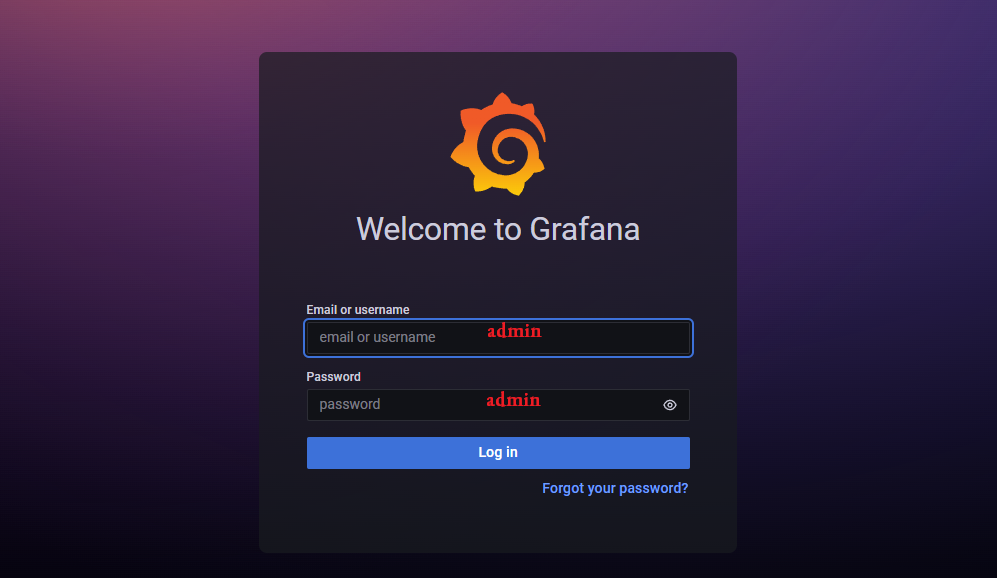 Welcome to Grafana
Email or username
email or username admin
Password
password admin
Log in
Forgot your password?